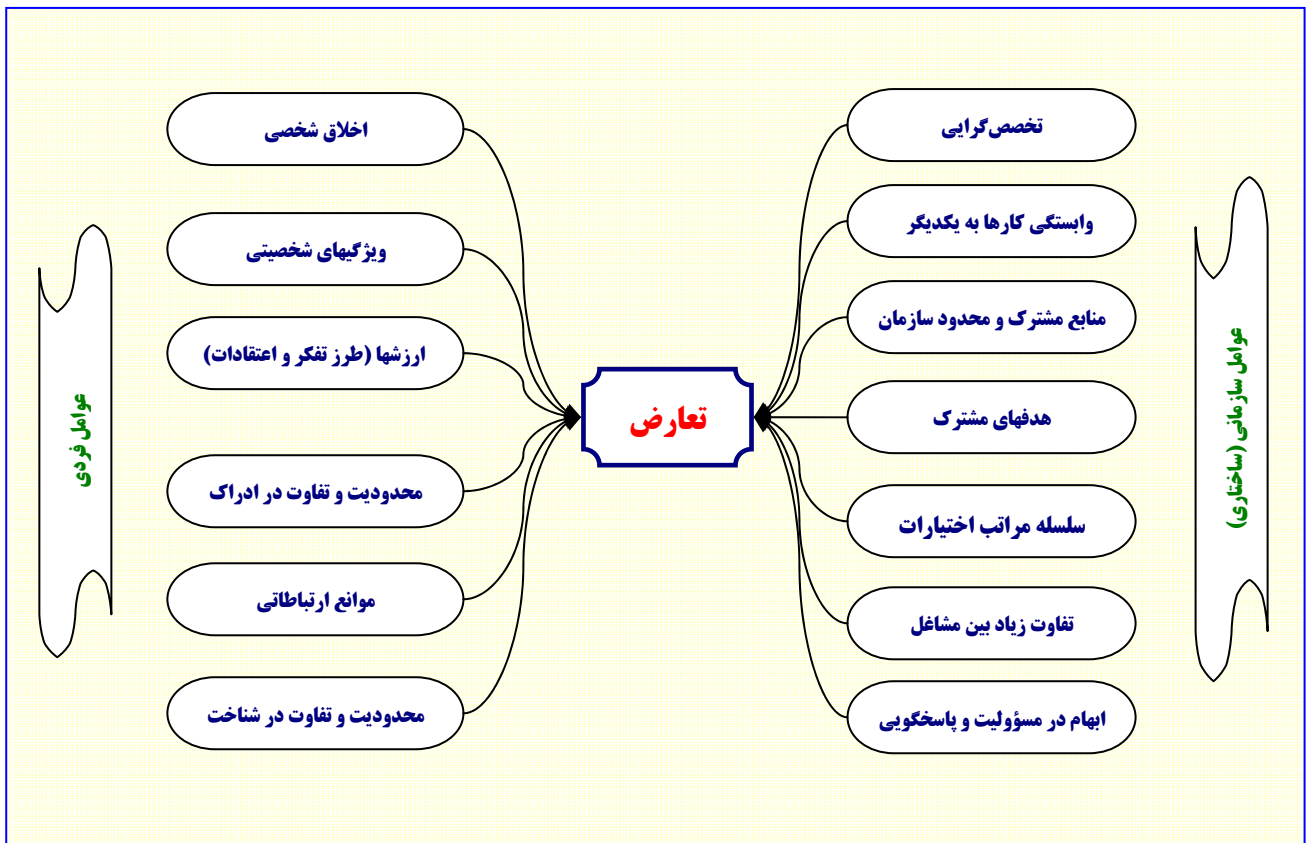 عوامل سازمانی (ساختاری)
تخصص‌گرایی
وابستگی کارها به یکدیگر
منابع مشترک و محدود سازمان
هدفهای مشترک
سلسله مراتب اختیارات
تفاوت زیاد بین مشاغل
ابهام در مسؤولیت و پاسخگویی
تعارض
اخلاق شخصی
ویژگیهای شخصیتی
ارزشها (طرز تفکر و اعتقادات)
محدودیت و تفاوت در ادراک
موانع ارتباطاتی
محدودیت و تفاوت در شناخت
عوامل فردی